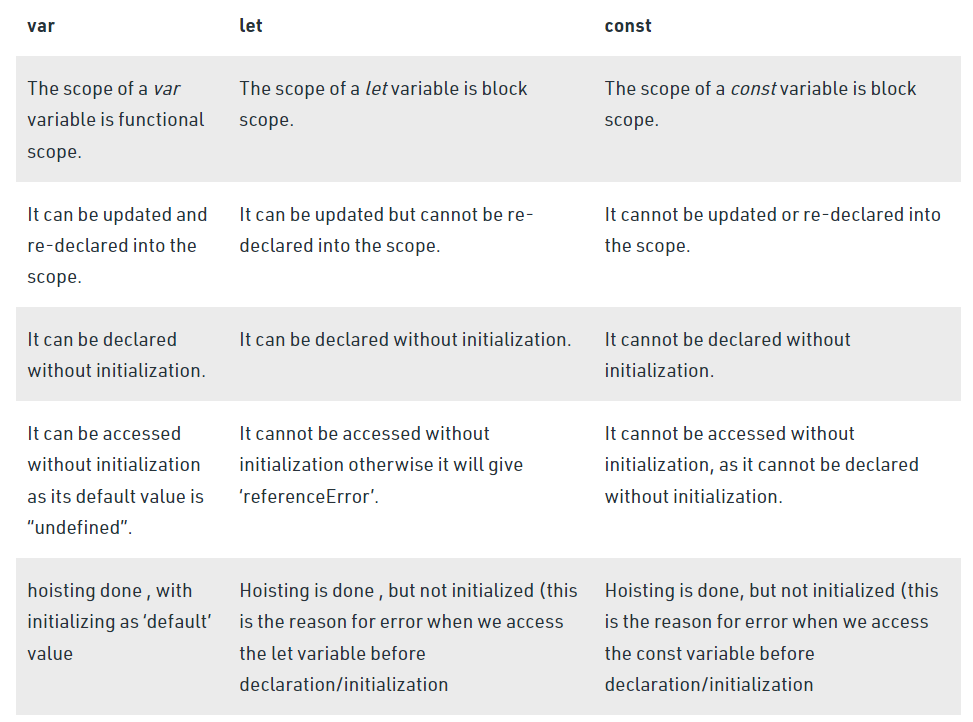 var let const
The scope of a var
variable is functional
scope.
The scope of a let variable is block
scope.
The scope of a const variable is block
scope.
It can be updated and
re-declared into the
scope.
It can be updated but cannot be re-
declared into the scope.
It cannot be updated or re-declared into
the scope.
It can be declared
without initialization.
It can be declared without initialization.
It cannot be declared without
initialization.
It can be accessed
without initialization
as its default value is
“undefined”.
It cannot be accessed without
initialization otherwise it will give
‘referenceError’.
It cannot be accessed without
initialization, as it cannot be declared
without initialization.
hoisting done , with
initializing as ‘default’
value
Hoisting is done , but not initialized (this
is the reason for error when we access
the let variable before
declaration/initialization
Hoisting is done, but not initialized (this
is the reason for error when we access
the const variable before
declaration/initialization